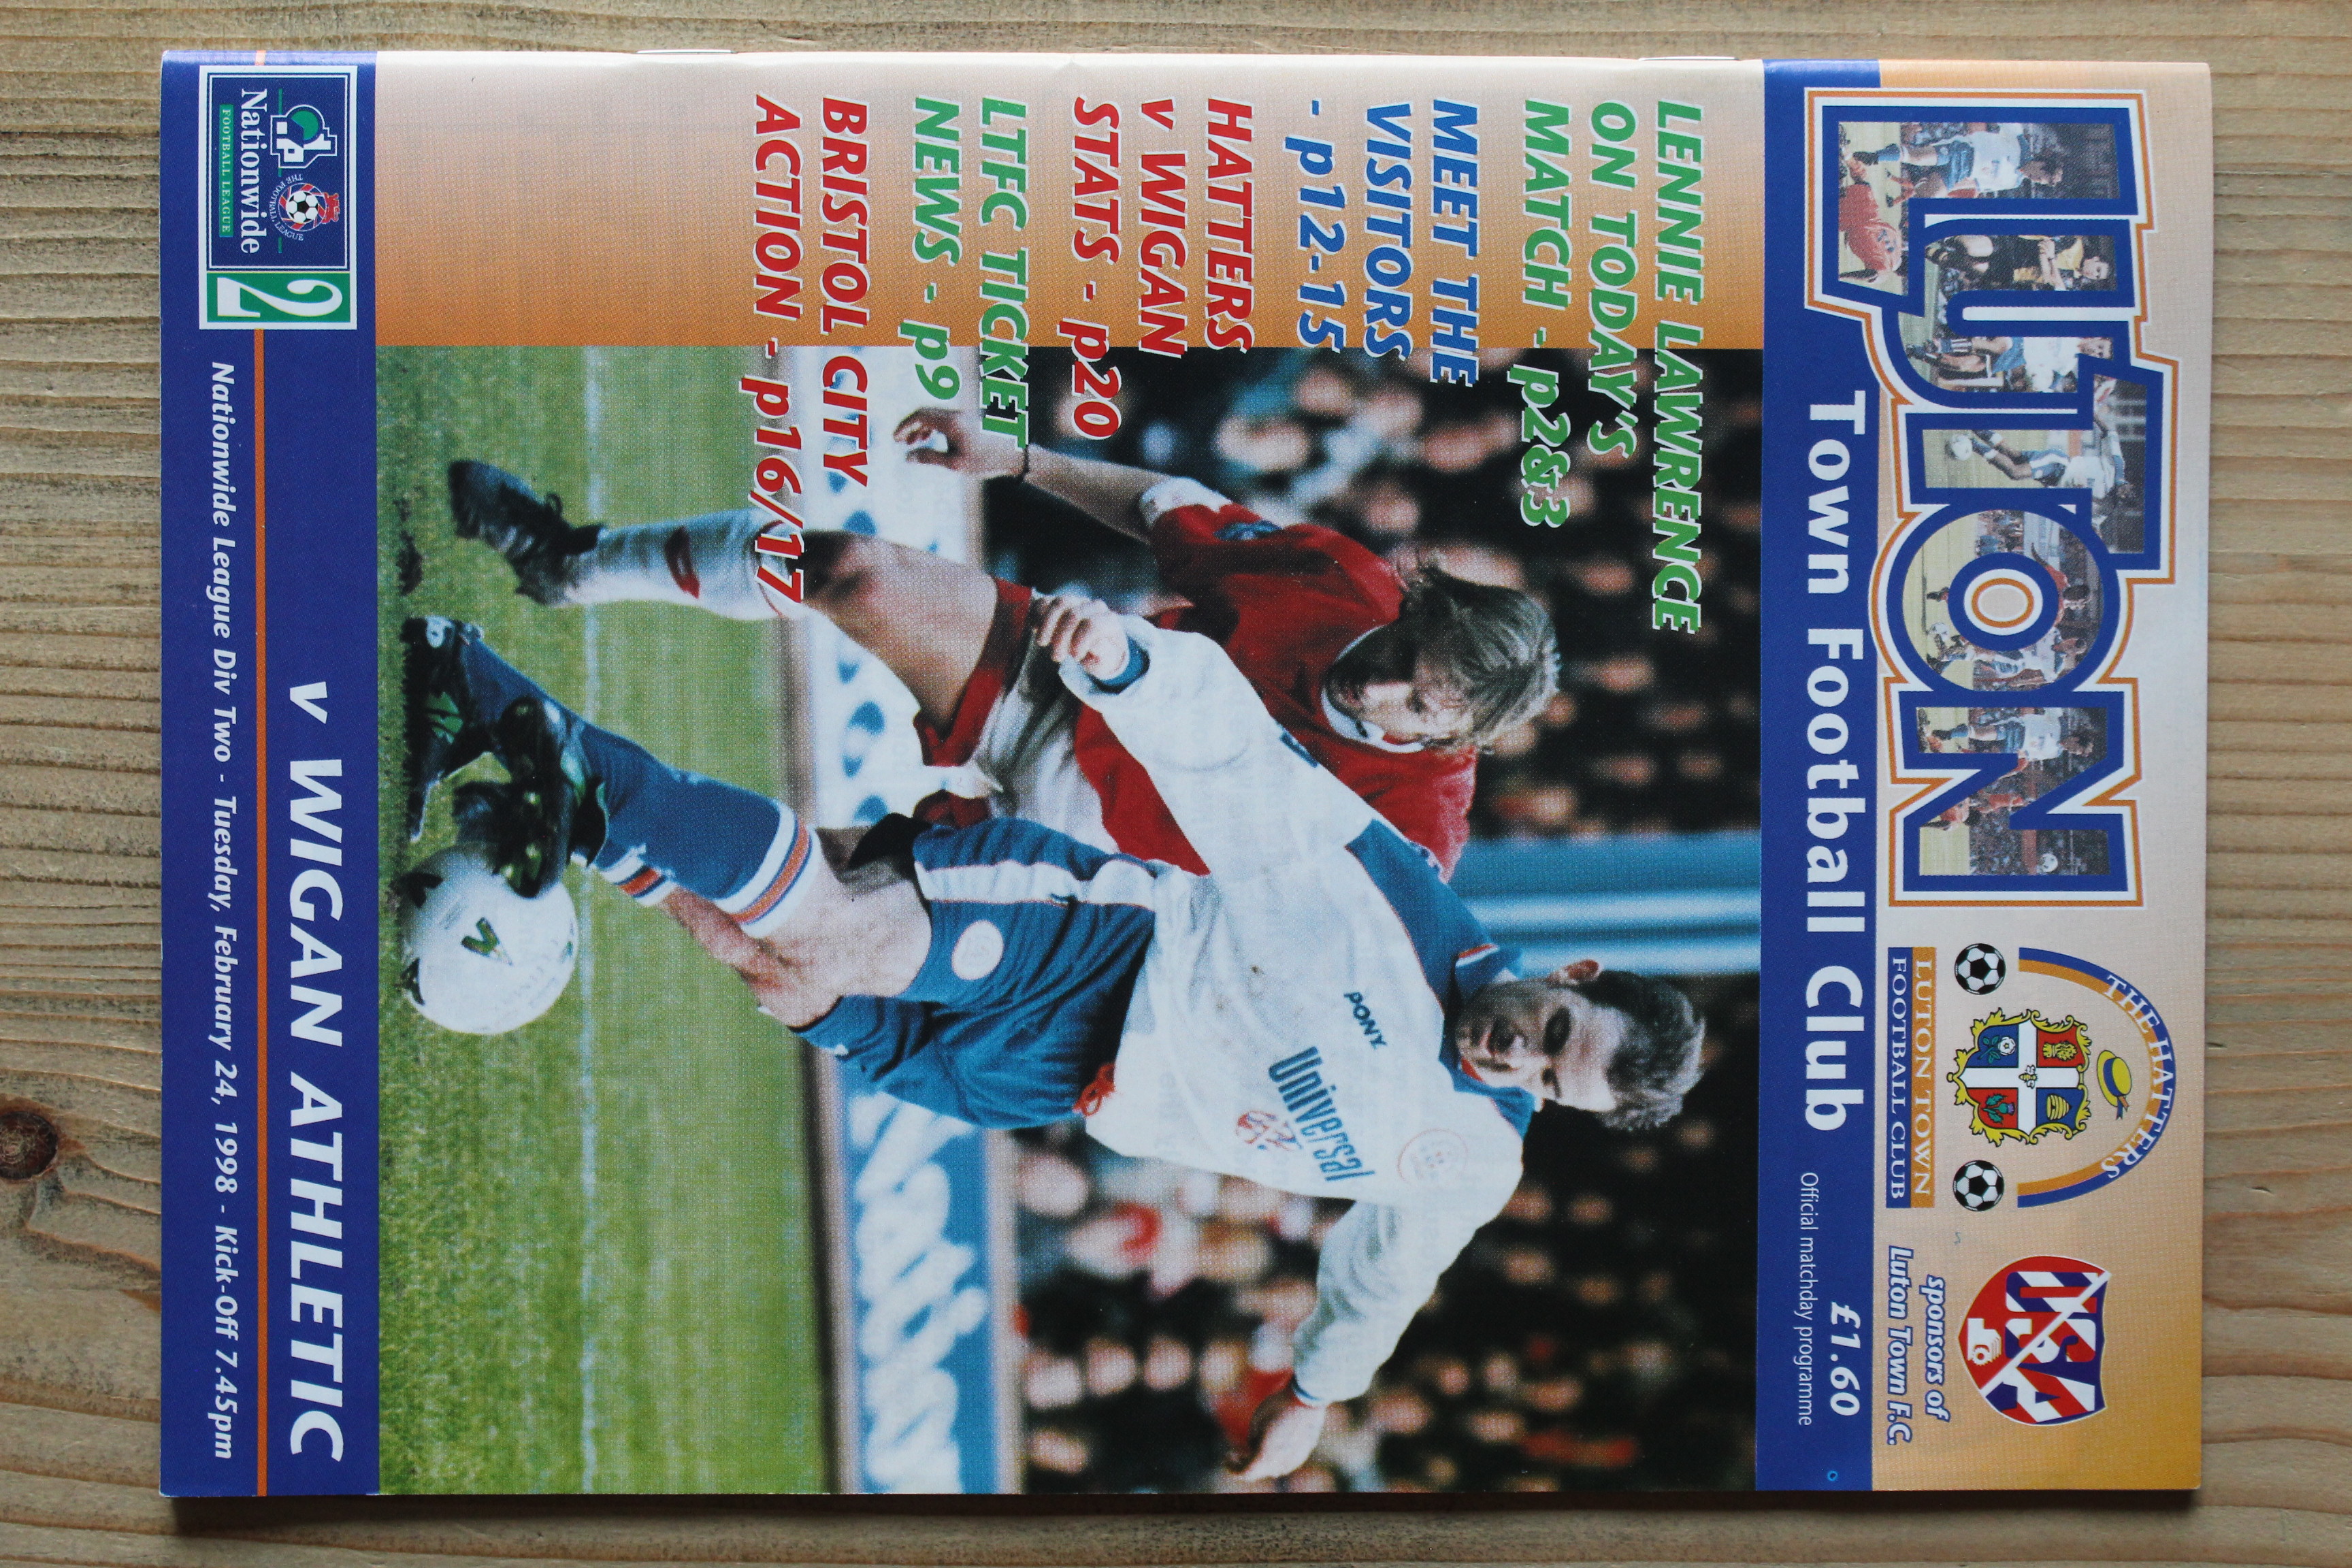 LUTON
Town Football Club
THE HATTERS
LUTON TOWN
FOOTBALL CLUB
USA
sponsors of
Luton Town F.C.
£1.60
Official matchday programme
LENNIE LAWRENCE
ON TODAY'S
MATCH - p2&3
MEET THE
VISITORS
- p12-15
HATTERS
v WIGAN
STATS - p20
LTFC TICKET
NEWS - p9
BRISTOL CITY
ACTION - p16/17
PONY
Universal
THE FOOTBALL LEAGUE
Nationwide
FOOTBALL LEAGUE
2
v WIGAN ATHLETIC
Nationwide League Div Two - Tuesday, February 24, 1998 - Kick-Off 7.45pm